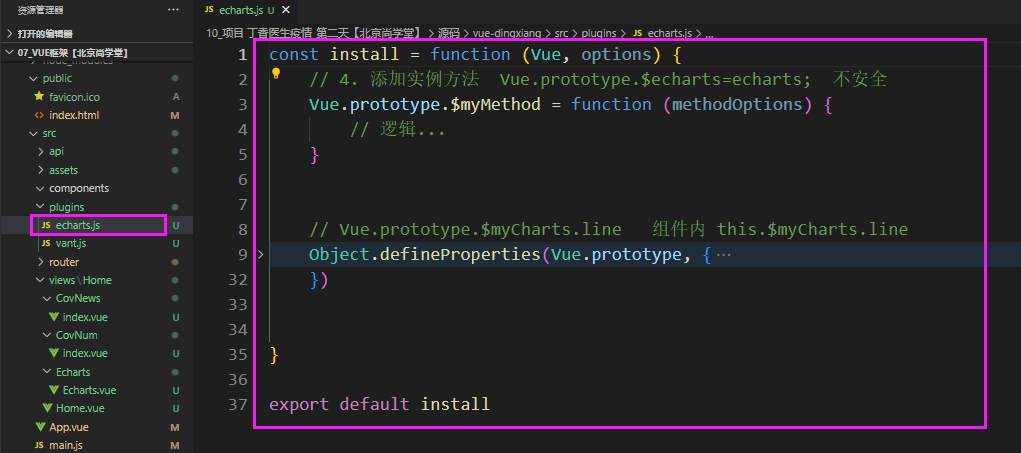 资源管理器 ···
打开的编辑器
07_VUE框架【北京尚学堂】
node_modules
public
favicon.ico A
index.html M
src
api
assets
components
plugins
JS echarts.js U
JS vant.js U
router
views\Home
CovNews
index.vue U
CovNum
index.vue U
Echarts
Echarts.vue U
Home.vue U
App.vue M
JS main.js M
JS echarts.js U ×
10_项目 丁香医生疫情 第二天【北京尚学堂】 > 源码 > vue-dingxiang > src > plugins > JS echarts.js > ...
1 const install = function (Vue, options) {
2 // 4. 添加实例方法 Vue.prototype.$echarts=echarts; 不安全
3 Vue.prototype.$myMethod = function (methodOptions) {
4 // 逻辑...
5 }
6
7
8 // Vue.prototype.$myCharts.line 组件内 this.$myCharts.line
9 Object.defineProperties(Vue.prototype, {···
32 })
33
34
35 }
36
37 export default install